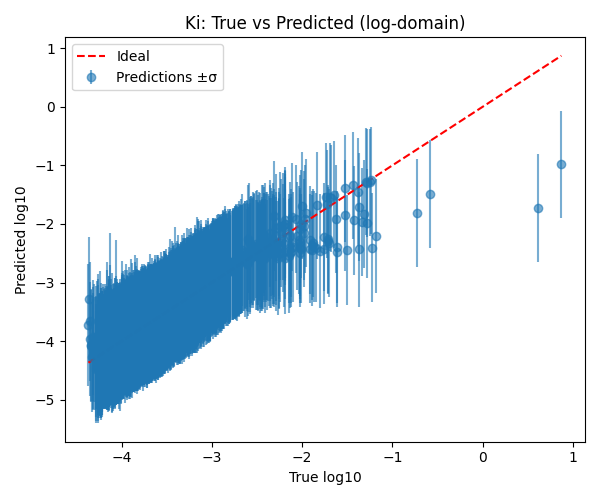 Ki: True vs Predicted (log-domain)
Ideal
Predictions ±σ
Predicted log10
1
0
−1
−2
−3
−4
−5
−4
−3
−2
−1
0
1
True log10